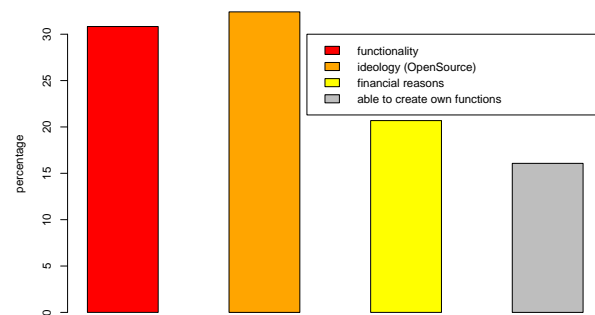 30
25
20
15
10
5
0
percentage
functionality
ideology (OpenSource)
financial reasons
able to create own functions